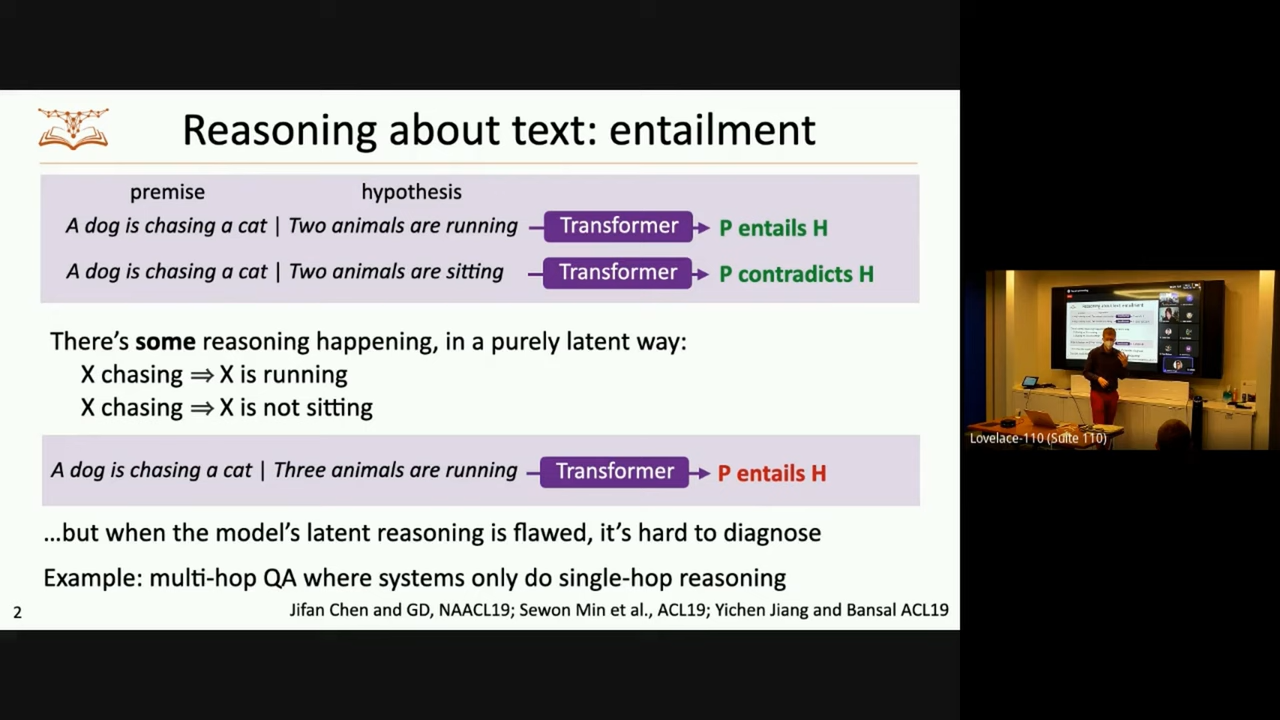 Reasoning about text: entailment
premise hypothesis
A dog is chasing a cat | Two animals are running Transformer P entails H
A dog is chasing a cat | Two animals are sitting Transformer P contradicts H
There's some reasoning happening, in a purely latent way:
X chasing ⇒ X is running
X chasing ⇒ X is not sitting
A dog is chasing a cat | Three animals are running Transformer P entails H
...but when the model's latent reasoning is flawed, it's hard to diagnose
Example: multi-hop QA where systems only do single-hop reasoning
2 Jifan Chen and GD, NAACL19; Sewon Min et al., ACL19; Yichen Jiang and Bansal ACL19
Reasoning about text: entailment
Lovelace-110 (Suite 110)